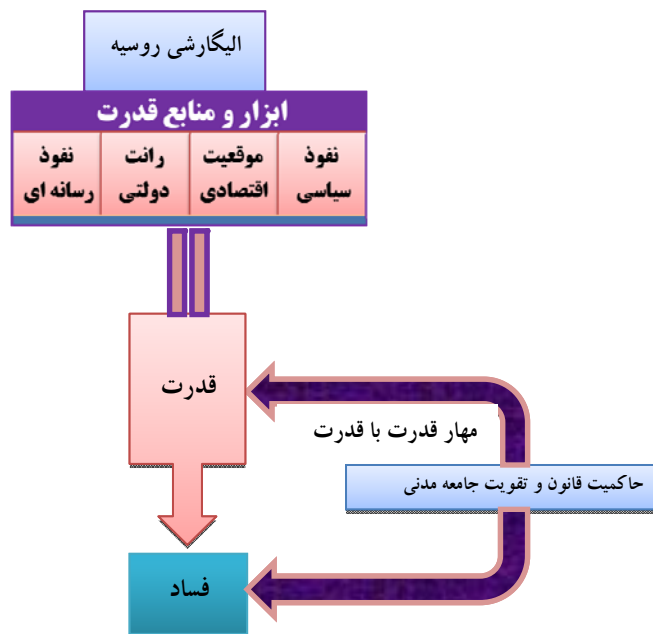 الیگارشی روسیه
ابزار و منابع قدرت
نفوذ سیاسی
موقعیت اقتصادی
رانت دولتی
نفوذ رسانه ای
قدرت
مهار قدرت با قدرت
حاکمیت قانون و تقویت جامعه مدنی
فساد